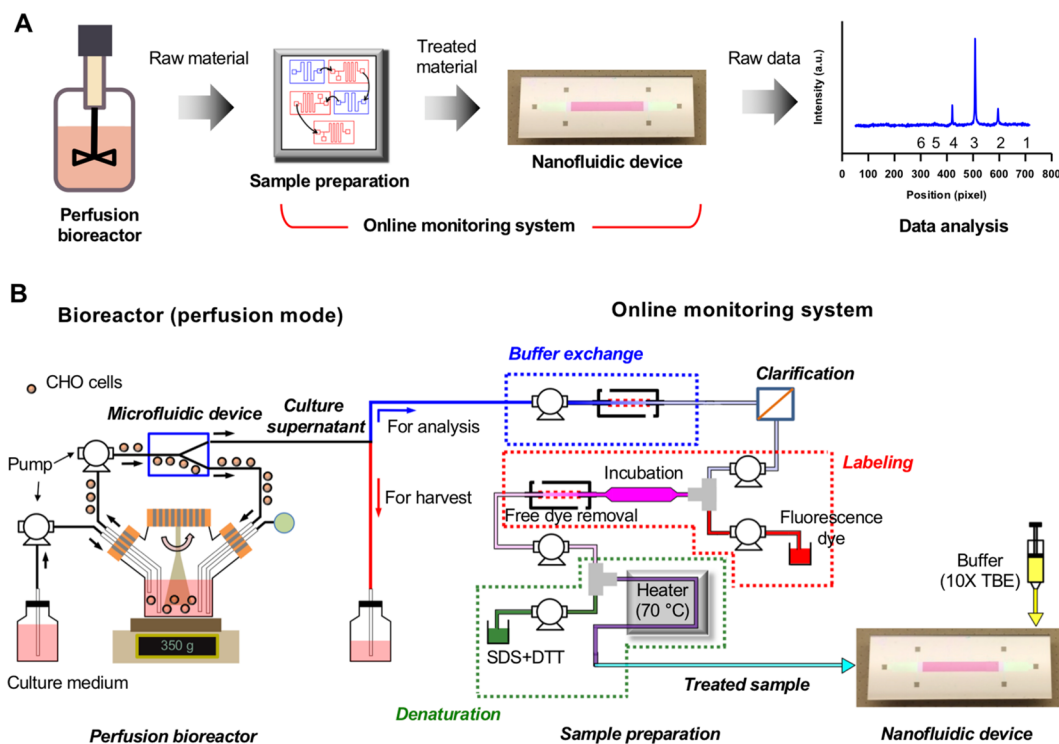 A
Raw material
Treated
material
Raw data
Perfusion
bioreactor
Sample preparation
Nanofluidic device
Online monitoring system
Intensity (a.u.)
6 5 4 3 2 1
0 100 200 300 400 500 600 700 800
Position (pixel)
Data analysis
B
Bioreactor (perfusion mode)
Online monitoring system
CHO cells
Microfluidic device
Culture
supernatant
For analysis
For harvest
Pump
350 g
Culture medium
Perfusion bioreactor
Buffer exchange
Clarification
Labeling
Incubation
Free dye removal
Fluorescence
dye
Heater
(70 °C)
SDS+DTT
Denaturation
Treated sample
Sample preparation
Buffer
(10X TBE)
Nanofluidic device